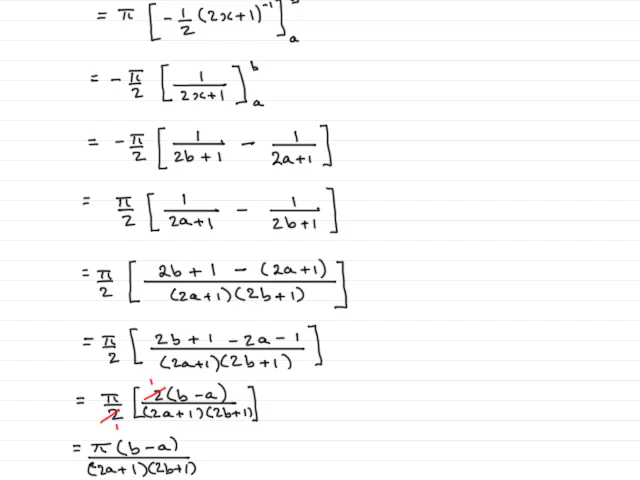 = π [ -1/2 (2x+1)⁻¹ ]ₐ
= -π/2 [ 1/(2x+1) ]ₐᵇ
= -π/2 [ 1/(2b+1) - 1/(2a+1) ]
= π/2 [ 1/(2a+1) - 1/(2b+1) ]
= π/2 [ (2b+1-(2a+1))/((2a+1)(2b+1)) ]
= π/2 [ (2b+1-2a-1)/((2a+1)(2b+1)) ]
= π/2 [ 2(b-a)/((2a+1)(2b+1)) ]
= π(b-a)/((2a+1)(2b+1))